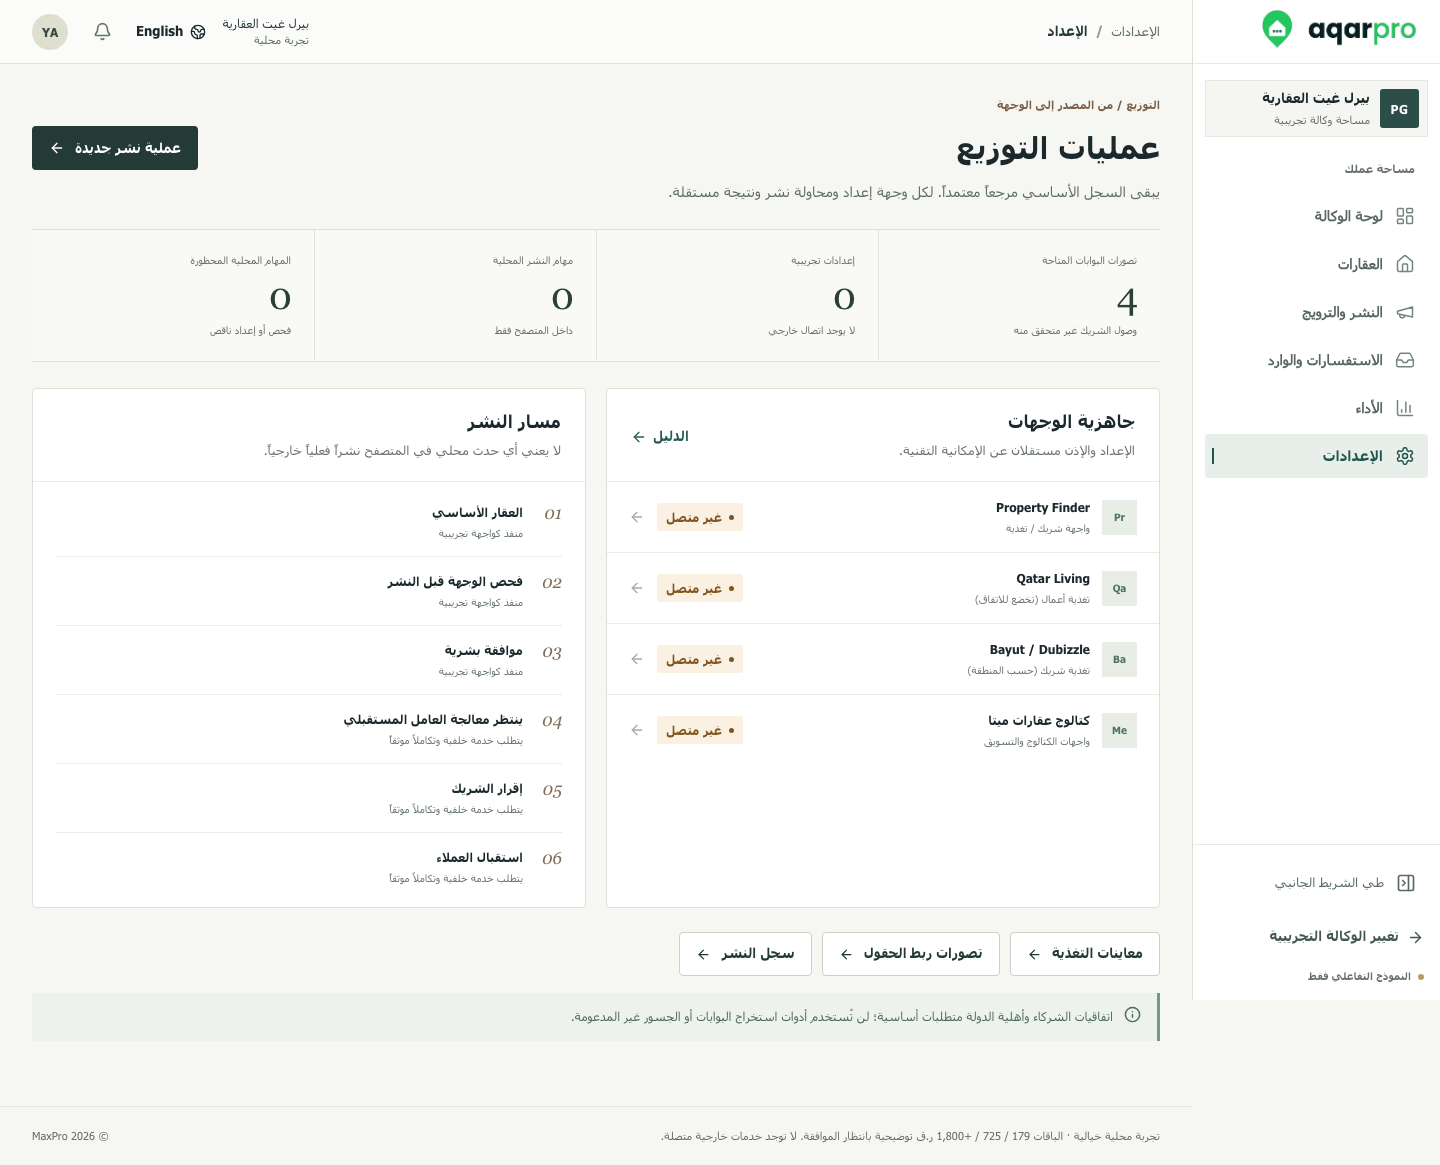 aqarpro
PG
بيرل غيت العقارية
مساحة وكالة تجريبية
مساحة عملك
لوحة الوكالة
العقارات
النشر والترويج
الاستفسارات والوارد
الأداء
الإعدادات
طي الشريط الجانبي
تغيير الوكالة التجريبية
النموذج التفاعلي فقط
الإعدادات / الإعداد
بيرل غيت العقارية
تجربة محلية
English
YA
التوزيع / من المصدر إلى الوجهة
عمليات التوزيع
يبقى السجل الأساسي مرجعاً معتمداً. لكل وجهة إعداد ومحاولة نشر ونتيجة مستقلة.
عملية نشر جديدة
تصورات البوابات المتاحة
4
وصول الشريك غير متحقق منه
إعدادات تجريبية
0
لا يوجد اتصال خارجي
مهام النشر المحلية
0
داخل المتصفح فقط
المهام المحلية المحظورة
0
فحص أو إعداد ناقص
جاهزية الوجهات
الإعداد والإذن مستقلان عن الإمكانية التقنية.
الدليل
Pr
Property Finder
واجهة شريك / تغذية
غير متصل
Qa
Qatar Living
تغذية أعمال (تخضع للاتفاق)
غير متصل
Ba
Bayut / Dubizzle
تغذية شريك (حسب المنطقة)
غير متصل
Me
كتالوج عقارات ميتا
واجهات الكتالوج والتسويق
غير متصل
مسار النشر
لا يعني أي حدث محلي في المتصفح نشراً فعلياً خارجياً.
01
العقار الأساسي
منفذ كواجهة تجريبية
02
فحص الوجهة قبل النشر
منفذ كواجهة تجريبية
03
موافقة بشرية
منفذ كواجهة تجريبية
04
ينتظر معالجة العامل المستقبلي
يتطلب خدمة خلفية وتكاملاً موثقاً
05
إقرار الشريك
يتطلب خدمة خلفية وتكاملاً موثقاً
06
استقبال العملاء
يتطلب خدمة خلفية وتكاملاً موثقاً
معاينات التغذية
تصورات ربط الحقول
سجل النشر
اتفاقيات الشركاء وأهلية الدولة متطلبات أساسية؛ لن تُستخدم أدوات استخراج البوابات أو الجسور غير المدعومة.
تجربة محلية خيالية · الباقات 179 / 725 / +1,800 ر.ق توضيحية بانتظار الموافقة. لا توجد خدمات خارجية متصلة.
© 2026 MaxPro